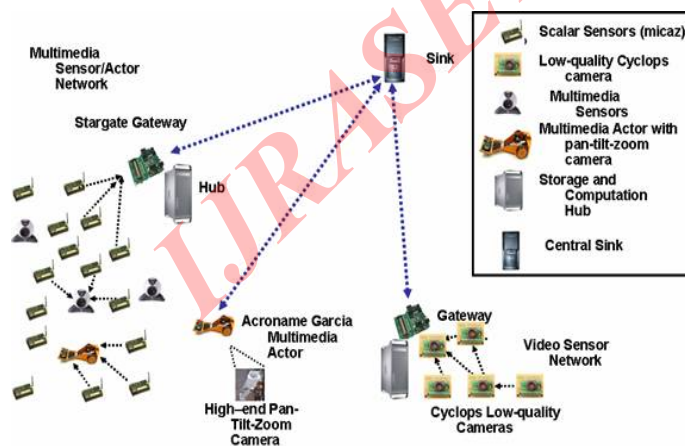 Multimedia
Sensor/Actor
Network
Stargate Gateway
Hub
Sink
Acroname Garcia
Multimedia
Actor
High–end Pan-
Tilt-Zoom
Camera
Gateway
Video Sensor
Network
Cyclops Low-quality
Cameras
Scalar Sensors (micaz)
Low-quality Cyclops
camera
Multimedia
Sensors
Multimedia Actor with
pan-tilt-zoom
camera
Storage and
Computation
Hub
Central Sink
IJRASE